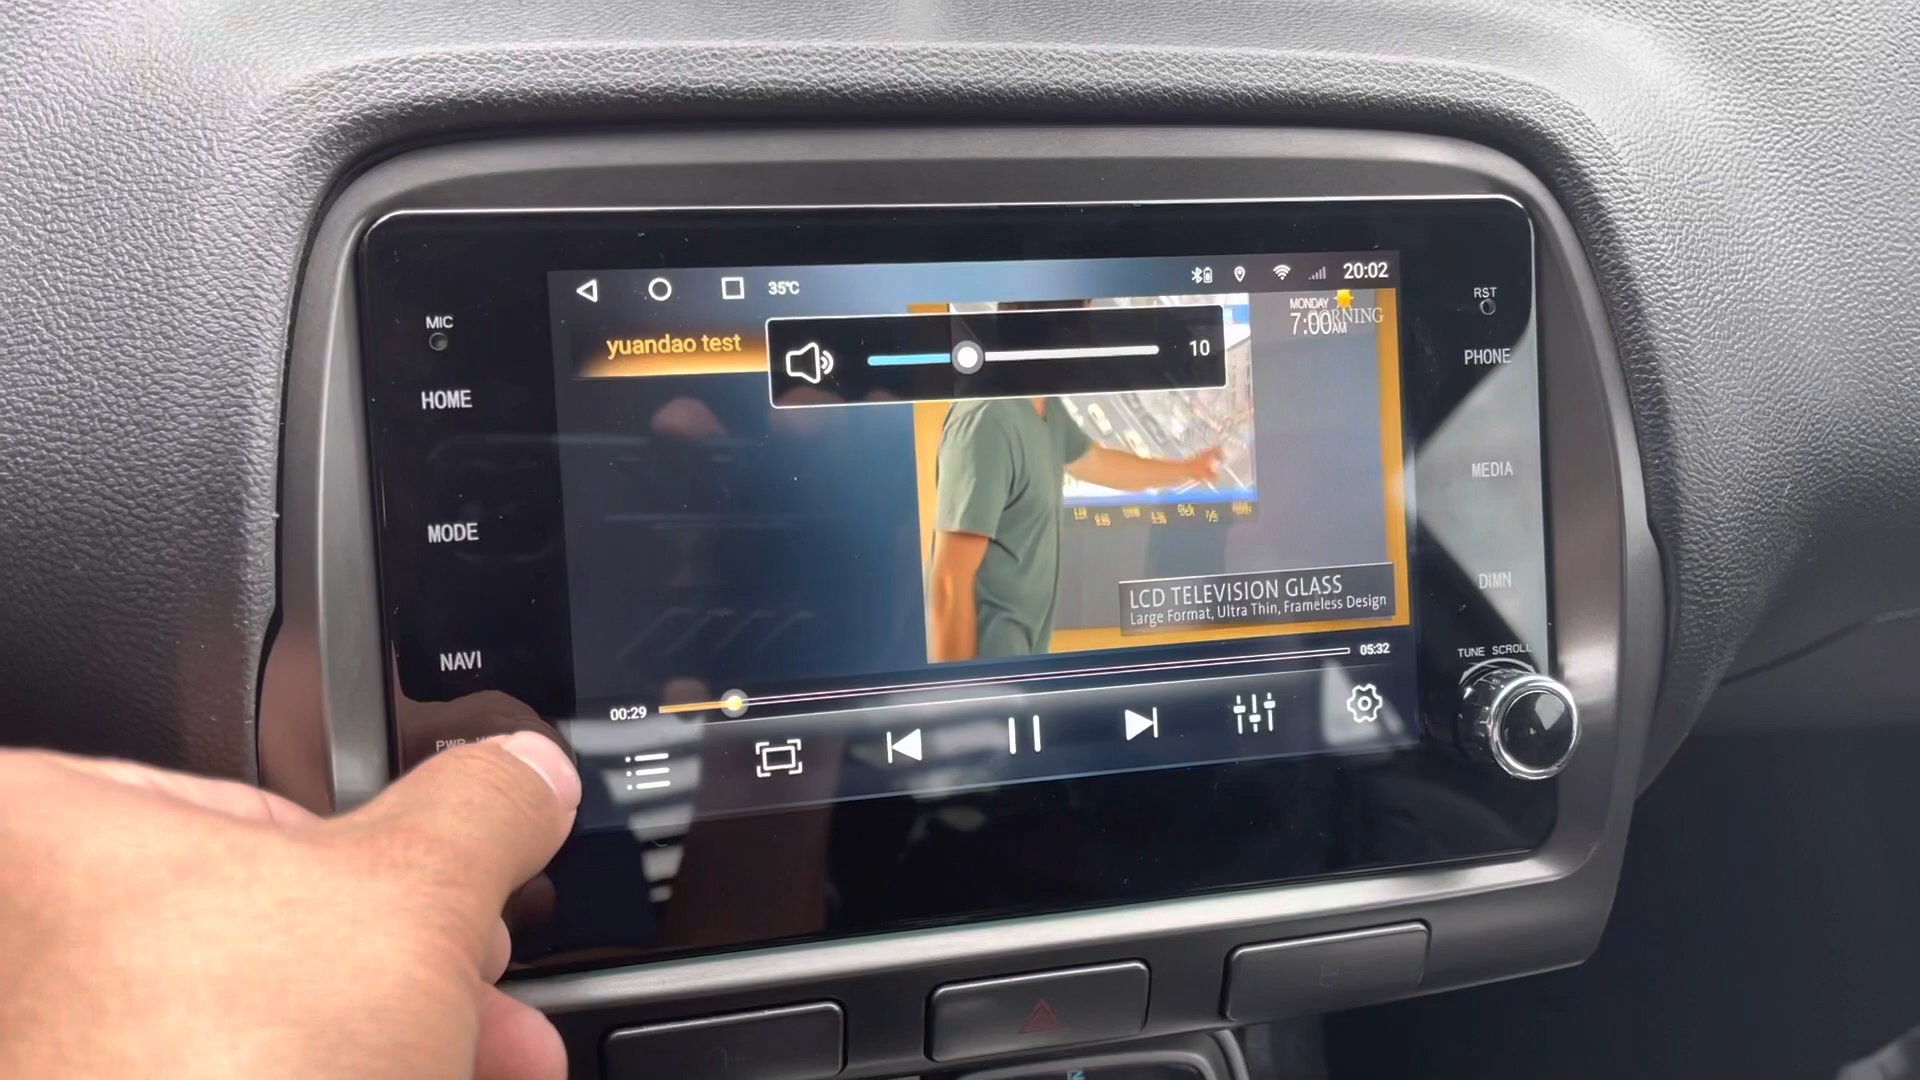 35°C
20:02
MIC
RST
yuandao test
10
MONDAY
7:00AM
HOME
PHONE
MEDIA
MODE
DIMN
LCD TELEVISION GLASS
Large Format, Ultra Thin, Frameless Design
NAVI
TUNE SCROLL
00:29
05:32
PWR